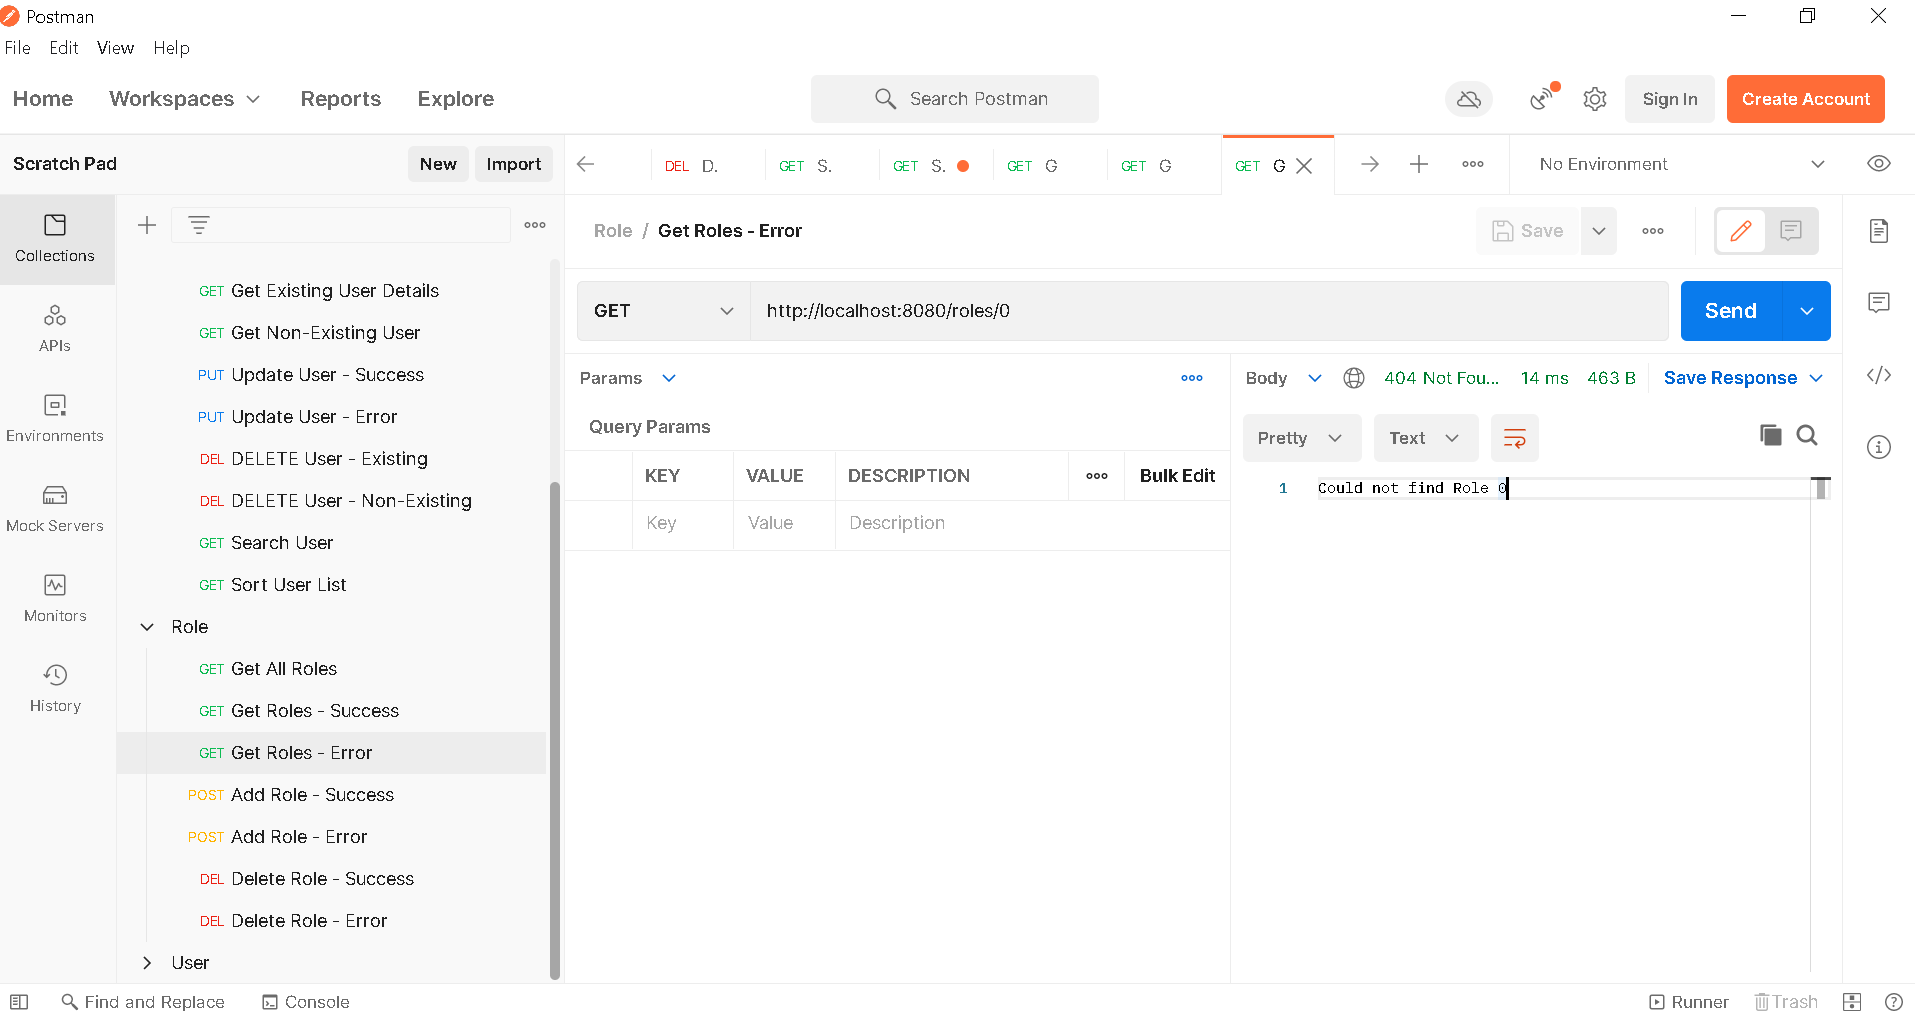 Postman
File Edit View Help
Home Workspaces Reports Explore Search Postman Sign In Create Account
Scratch Pad New Import DEL D. GET S. GET S. GET G GET G GET G No Environment
Collections
APIs
Environments
Mock Servers
Monitors
History
GET Get Existing User Details
GET Get Non-Existing User
PUT Update User - Success
PUT Update User - Error
DEL DELETE User - Existing
DEL DELETE User - Non-Existing
GET Search User
GET Sort User List
Role
GET Get All Roles
GET Get Roles - Success
GET Get Roles - Error
POST Add Role - Success
POST Add Role - Error
DEL Delete Role - Success
DEL Delete Role - Error
User
Role / Get Roles - Error Save
GET http://localhost:8080/roles/0 Send
Params
Query Params
KEY VALUE DESCRIPTION Bulk Edit
Key Value Description
Body 404 Not Fou... 14 ms 463 B Save Response
Pretty Text
1 Could not find Role 0
Find and Replace Console Runner Trash